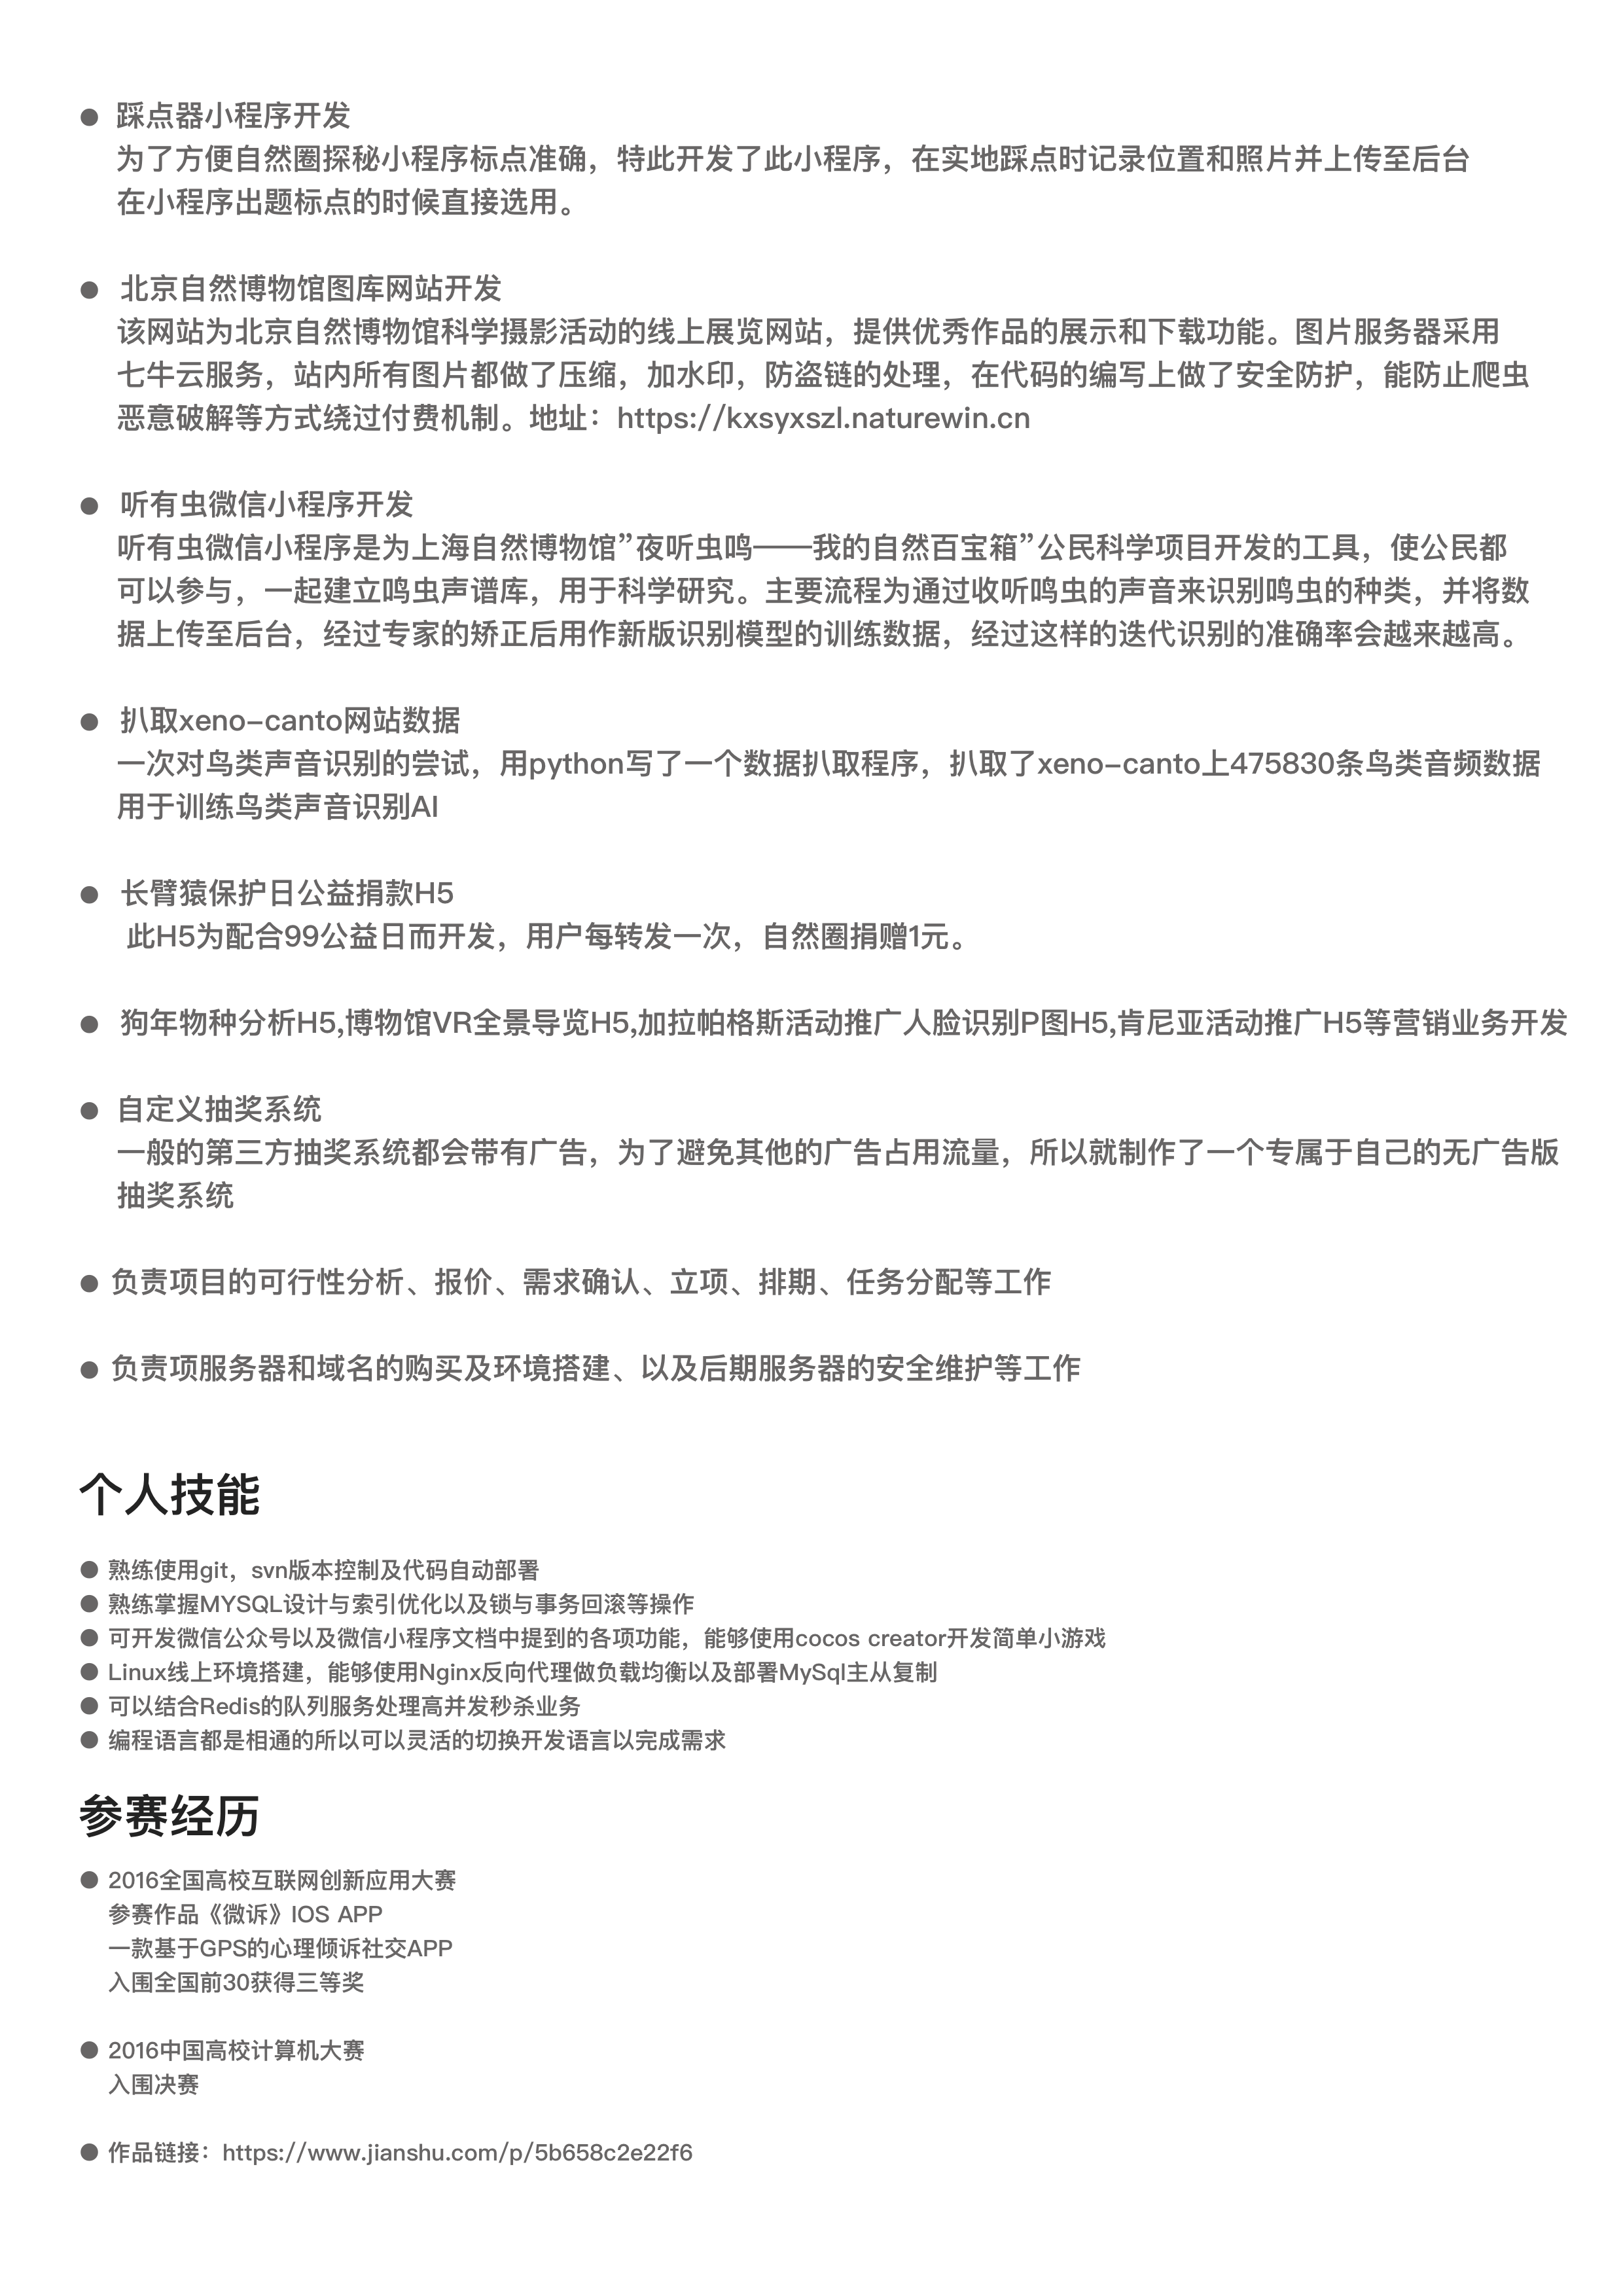 ● 踩点器小程序开发
为了方便自然圈探秘小程序标点准确，特此开发了此小程序，在实地踩点时记录位置和照片并上传至后台
在小程序出题标点的时候直接选用。
● 北京自然博物馆图库网站开发
该网站为北京自然博物馆科学摄影活动的线上展览网站，提供优秀作品的展示和下载功能。图片服务器采用
七牛云服务，站内所有图片都做了压缩，加水印，防盗链的处理，在代码的编写上做了安全防护，能防止爬虫
恶意破解等方式绕过付费机制。地址：https://kxsyxszl.naturewin.cn
● 听有虫微信小程序开发
听有虫微信小程序是为上海自然博物馆”夜听虫鸣——我的自然百宝箱”公民科学项目开发的工具，使公民都
可以参与，一起建立鸣虫声谱库，用于科学研究。主要流程为通过收听鸣虫的声音来识别鸣虫的种类，并将数
据上传至后台，经过专家的矫正后用作新版识别模型的训练数据，经过这样的迭代识别的准确率会越来越高。
● 扒取xeno-canto网站数据
一次对鸟类声音识别的尝试，用python写了一个数据扒取程序，扒取了xeno-canto上475830条鸟类音频数据
用于训练鸟类声音识别AI
● 长臂猿保护日公益捐款H5
此H5为配合99公益日而开发，用户每转发一次，自然圈捐赠1元。
● 狗年物种分析H5,博物馆VR全景导览H5,加拉帕格斯活动推广人脸识别P图H5,肯尼亚活动推广H5等营销业务开发
● 自定义抽奖系统
一般的第三方抽奖系统都会带有广告，为了避免其他的广告占用流量，所以就制作了一个专属于自己的无广告版
抽奖系统
● 负责项目的可行性分析、报价、需求确认、立项、排期、任务分配等工作
● 负责项服务器和域名的购买及环境搭建、以及后期服务器的安全维护等工作
个人技能
● 熟练使用git，svn版本控制及代码自动部署
● 熟练掌握MYSQL设计与索引优化以及锁与事务回滚等操作
● 可开发微信公众号以及微信小程序文档中提到的各项功能，能够使用cocos creator开发简单小游戏
● Linux线上环境搭建，能够使用Nginx反向代理做负载均衡以及部署MySql主从复制
● 可以结合Redis的队列服务处理高并发秒杀业务
● 编程语言都是相通的所以可以灵活的切换开发语言以完成需求
参赛经历
● 2016全国高校互联网创新应用大赛
参赛作品《微诉》IOS APP
一款基于GPS的心理倾诉社交APP
入围全国前30获得三等奖
● 2016中国高校计算机大赛
入围决赛
● 作品链接：https://www.jianshu.com/p/5b658c2e22f6